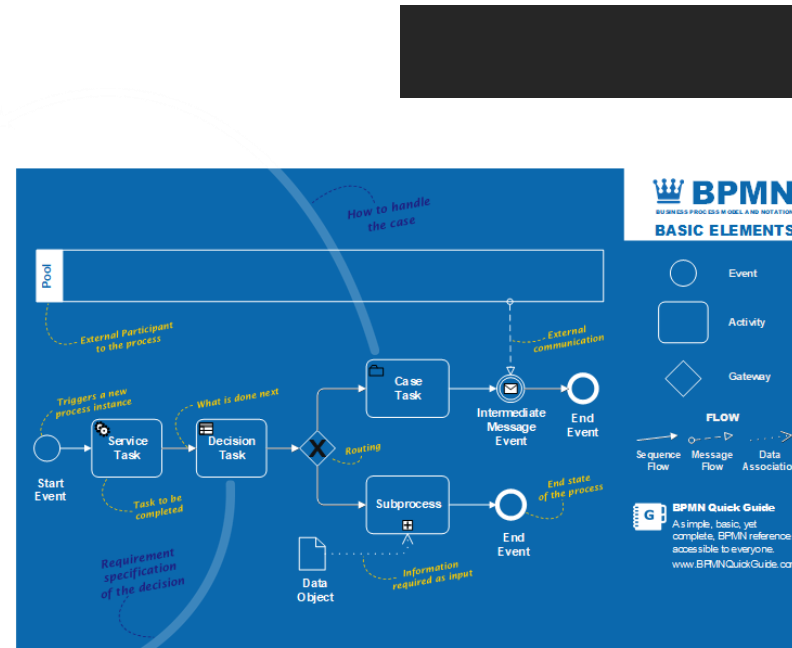 How to handle
the case
BPMN
BUSINESS PROCESS MODEL AND NOTATION
BASIC ELEMENTS
Pool
Event
External Participant
to the process
External
communication
Activity
Case
Task
Gateway
Triggers a new
process instance
What is done next
Intermediate
Message
Event
End
Event
FLOW
Service
Task
Decision
Task
Routing
Sequence
Flow
Message
Flow
Data
Associatio
Start
Event
Task to be
completed
Subprocess
End state
of the process
G
BPMN Quick Guide
A simple, basic, yet
complete, BPMN reference
accessible to everyone.
www.BPMNQuickGuide.co
End
Event
Requirement
specification
of the decision
Data
Object
Information
required as input